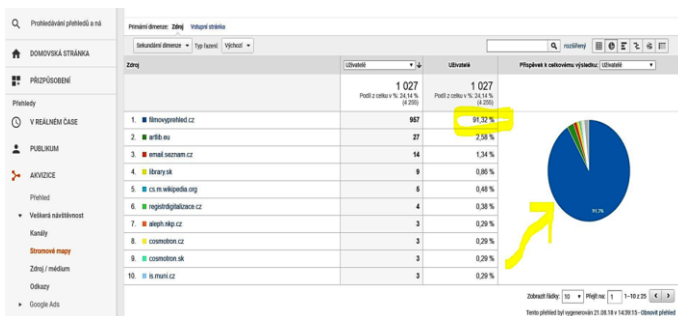 Prohledávání přehledů a ná
DOMOVSKÁ STRÁNKA
PŘIZPŮSOBENÍ
Přehledy
V REÁLNÉM ČASE
PUBLIKUM
AKVIZICE
Přehled
Veškerá návštěvnost
Kanály
Stromové mapy
Zdroj / médium
Odkazy
Google Ads
Primární dimenze: Zdroj Vstupní stránka
Sekundární dimenze Typ řazení: Výchozí rozšířený
Zdroj Uživatelé Uživatelé Příspěvek k celkovému výsledku: Uživatelé
1 027 1 027
Podíl z celku v %: 24,14 % Podíl z celku v %: 24,14 %
(4 255) (4 255)
1. filmovyprehled.cz 957 91,32 %
2. artlib.eu 27 2,58 %
3. email.seznam.cz 14 1,34 %
4. library.sk 9 0,86 %
5. cs.m.wikipedia.org 5 0,48 %
6. registrdigitalizace.cz 4 0,38 %
7. aleph.nkp.cz 3 0,29 %
8. cosmotron.cz 3 0,29 %
9. cosmotron.sk 3 0,29 %
10. is.muni.cz 3 0,29 %
91,3%
Zobrazit řádky: 10 Přejít na: 1 1–10 z 25
Tento přehled byl vygenerován 21.08.18 v 14:39:15 - Obnovit přehled